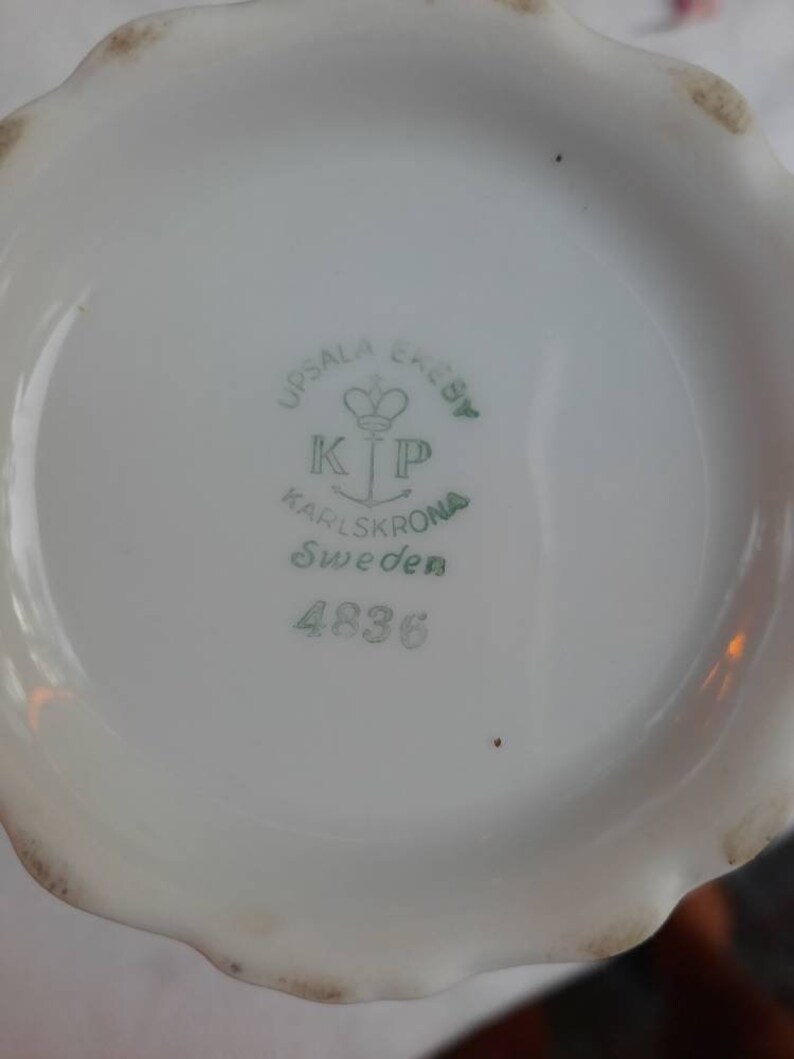 UPSALA EKEBY
K P
KARLSKRONA
Sweden
4836